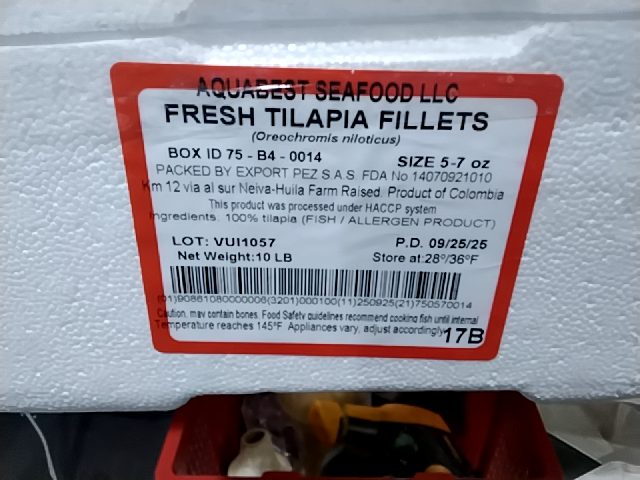 AQUABEST SEAFOOD LLC
FRESH TILAPIA FILLETS
(Oreochromis niloticus)
BOX ID 75 - B4 - 0014 SIZE 5-7 oz
PACKED BY EXPORT PEZ S.A.S. FDA No 14070921010
Km 12 via al sur Neiva-Huila Farm Raised. Product of Colombia
This product was processed under HACCP system
Ingredients: 100% tilapia (FISH / ALLERGEN PRODUCT)
LOT: VUI1057 P.D. 09/25/25
Net Weight:10 LB Store at:28°/36°F
(01)90881080000006(3201)000100(11)250925(21)750570014
Caution, may contain bones. Food Safety guidelines recommend cooking fish until internal
Temperature reaches 145°F Appliances vary, adjust accordingly
17B